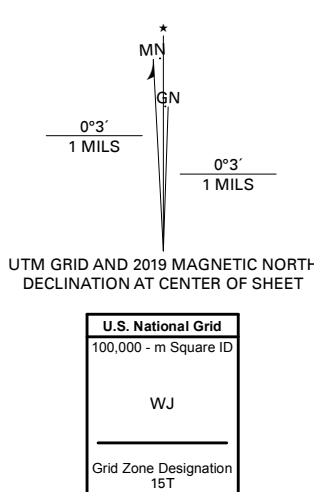 ★
MN
GN
0°3´
1 MILS
0°3´
1 MILS
UTM GRID AND 2019 MAGNETIC NORTH
DECLINATION AT CENTER OF SHEET
U.S. National Grid
100,000 - m Square ID
WJ
Grid Zone Designation
15T